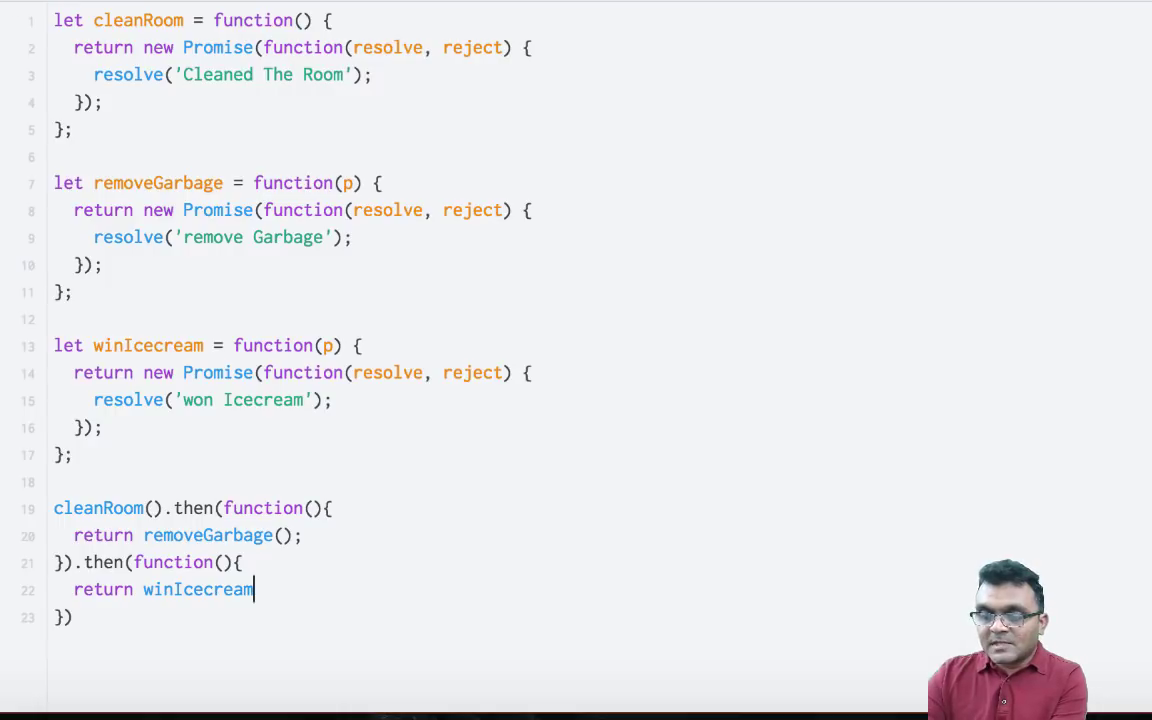 1 let cleanRoom = function() {
2 return new Promise(function(resolve, reject) {
3 resolve('Cleaned The Room');
4 });
5 };
6
7 let removeGarbage = function(p) {
8 return new Promise(function(resolve, reject) {
9 resolve('remove Garbage');
10 });
11 };
12
13 let winIcecream = function(p) {
14 return new Promise(function(resolve, reject) {
15 resolve('won Icecream');
16 });
17 };
18
19 cleanRoom().then(function(){
20 return removeGarbage();
21 }).then(function(){
22 return winIcecream
23 })